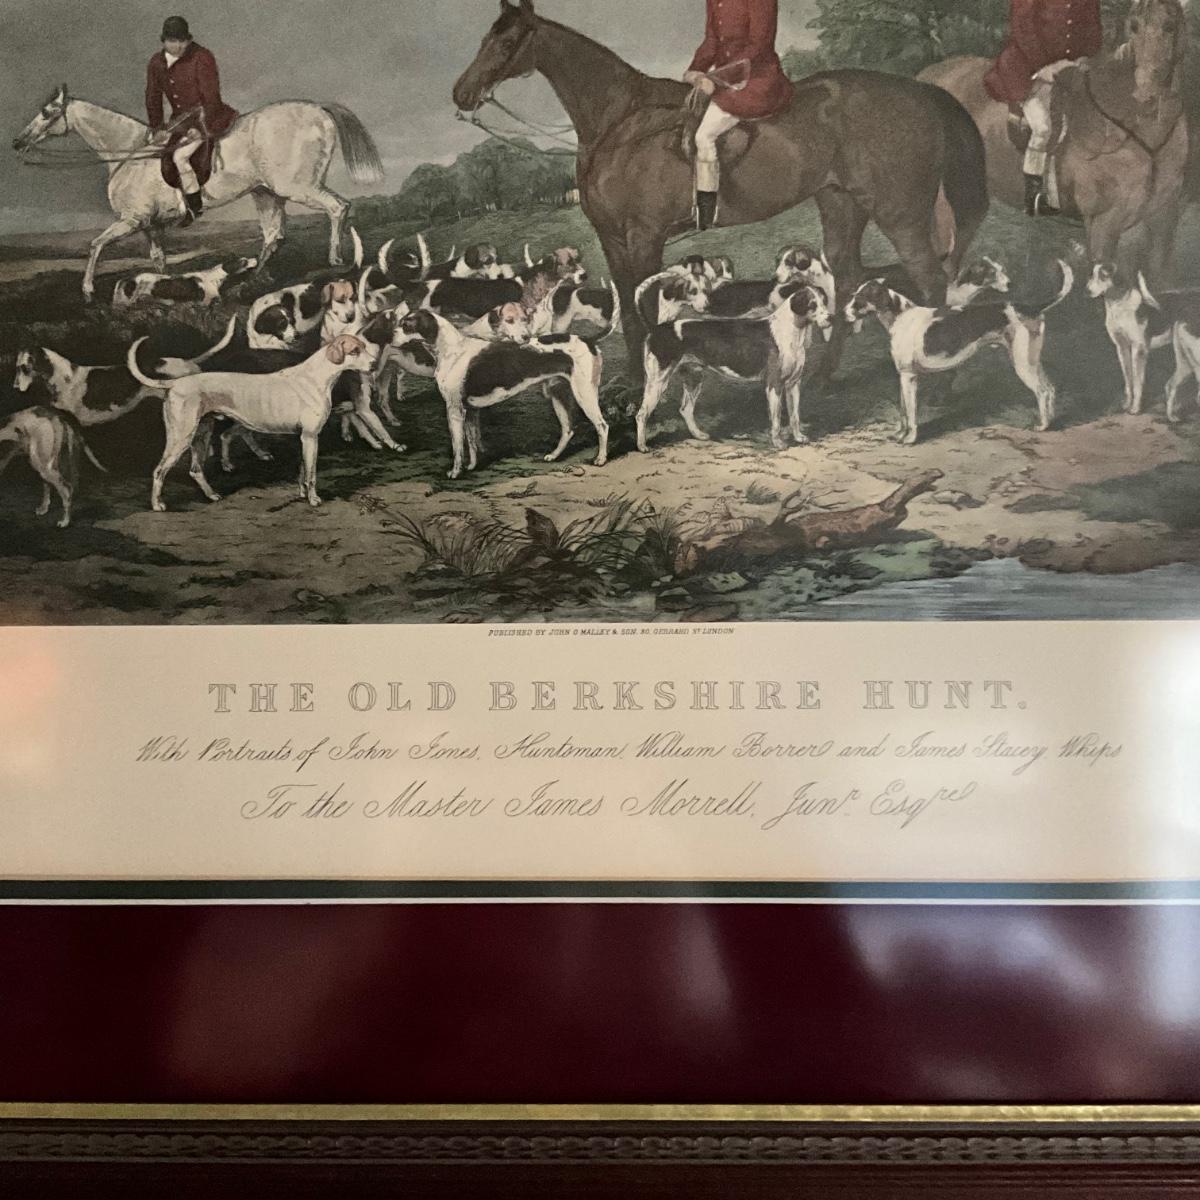 PUBLISHED BY JOHN O MALLEY & SON. 80, GERRARD ST LONDON
THE OLD BERKSHIRE HUNT.
With Portraits of John Jones, Huntsman, William Borrer and James Stacey, Whips
To the Master James Morrell, Junr. Esqre